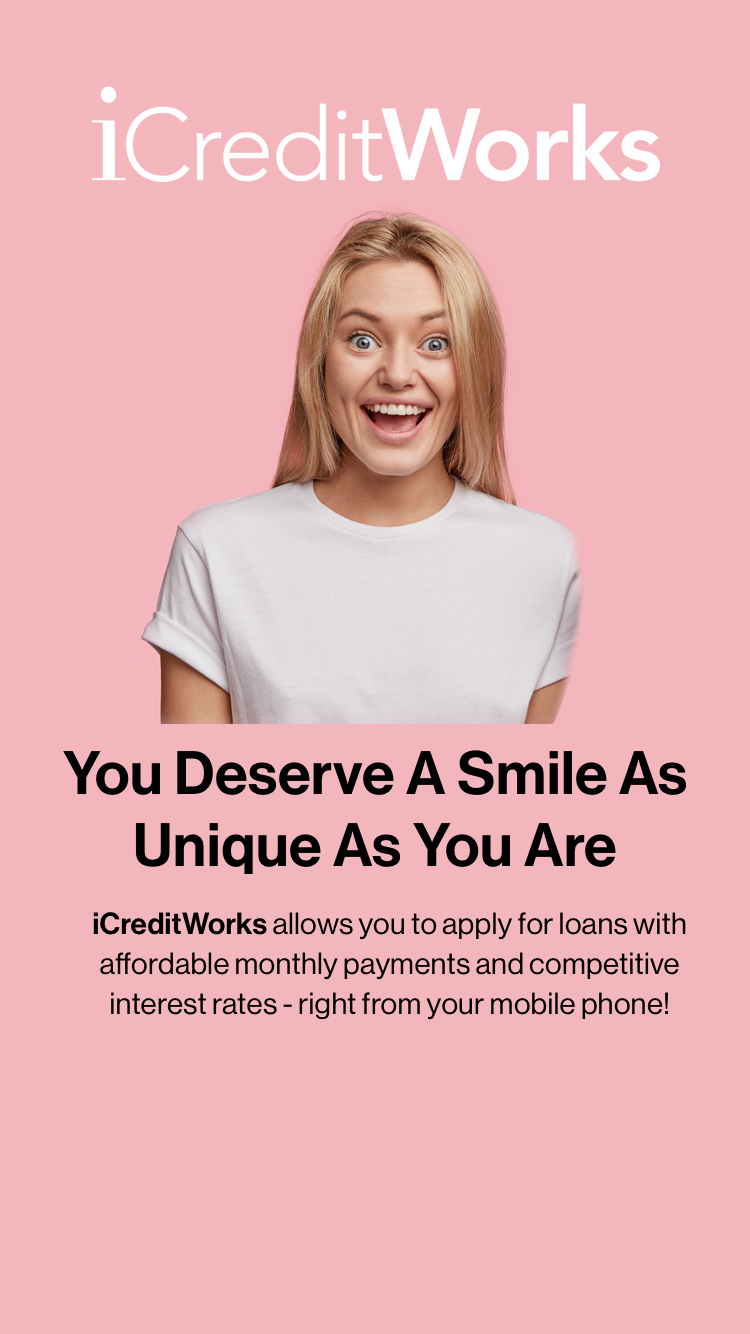 iCreditWorks
You Deserve A Smile As
Unique As You Are
iCreditWorks allows you to apply for loans with
affordable monthly payments and competitive
interest rates - right from your mobile phone!